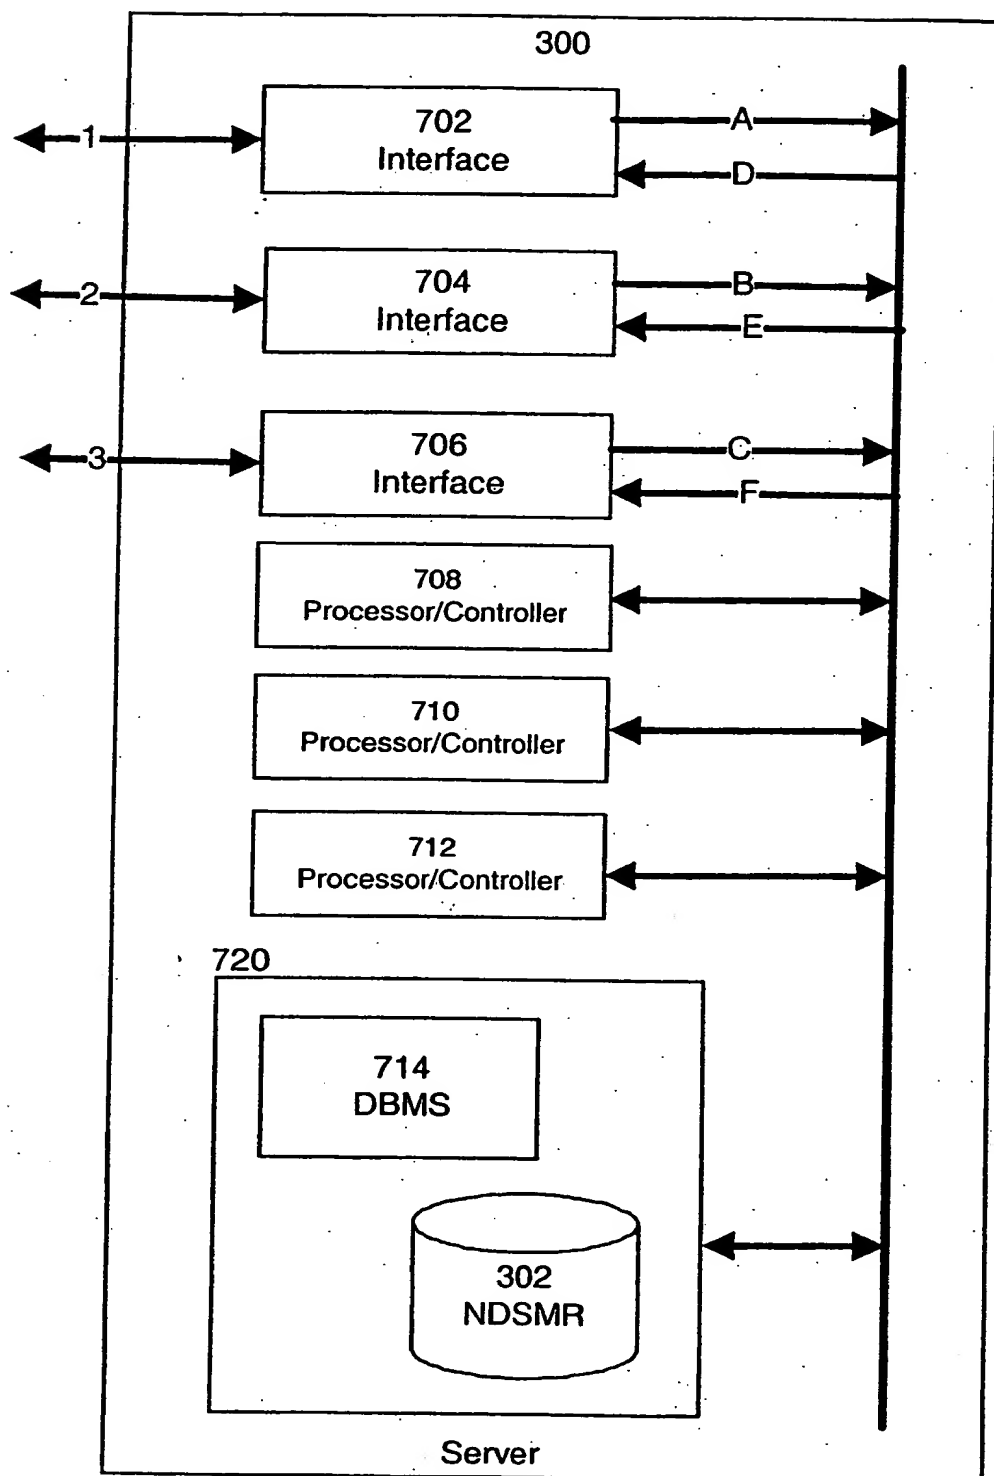 300
1
702
Interface
A
D
2
704
Interface
B
E
3
706
Interface
C
F
708
Processor/Controller
710
Processor/Controller
712
Processor/Controller
720
714
DBMS
302
NDSMR
Server